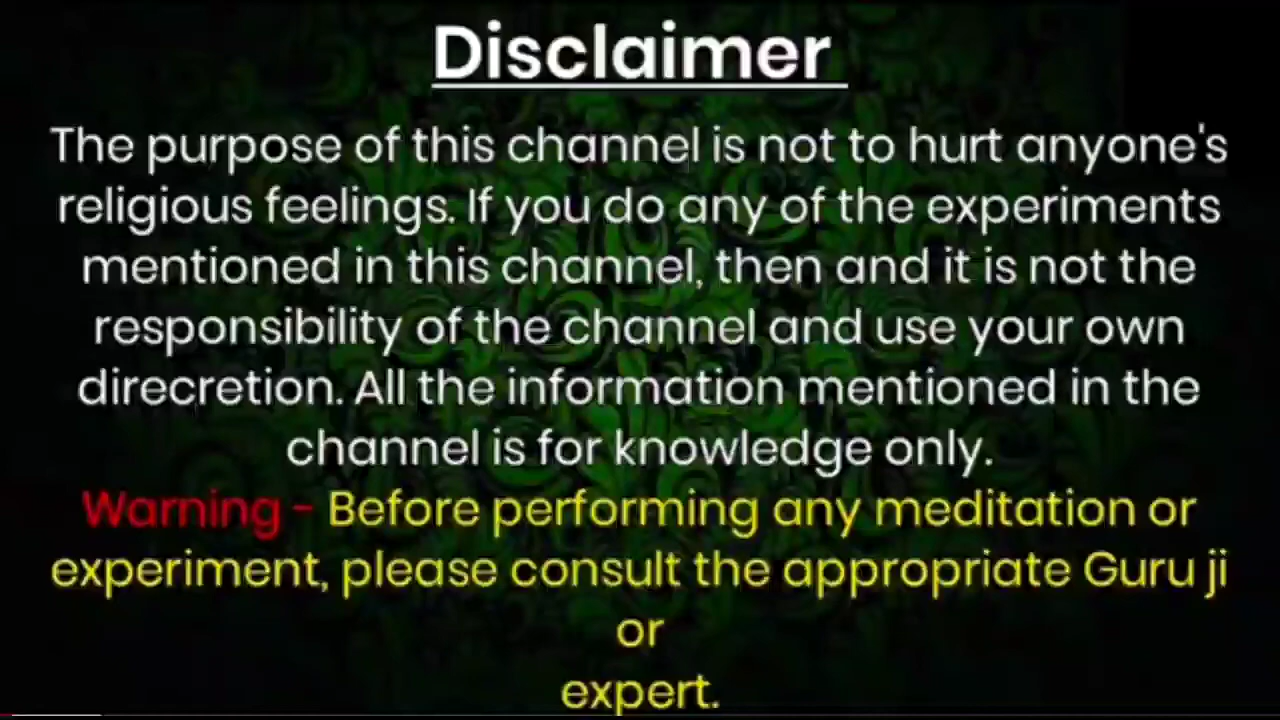 Disclaimer
The purpose of this channel is not to hurt anyone's
religious feelings. If you do any of the experiments
mentioned in this channel, then and it is not the
responsibility of the channel and use your own
direcretion. All the information mentioned in the
channel is for knowledge only.
Warning - Before performing any meditation or
experiment, please consult the appropriate Guru ji
or
expert.